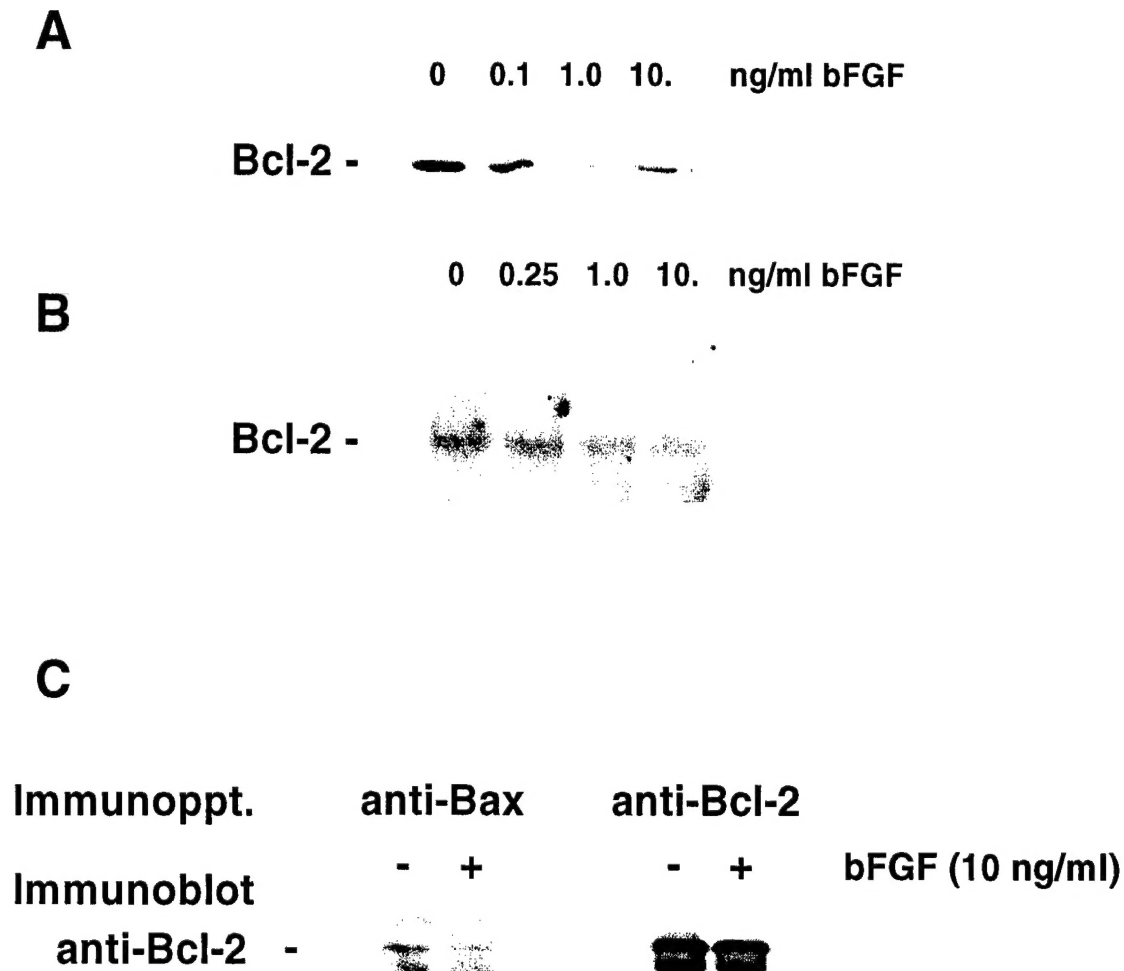 A
0 0.1 1.0 10. ng/ml bFGF
Bcl-2 -
0 0.25 1.0 10. ng/ml bFGF
B
Bcl-2 -
C
Immunoppt. anti-Bax anti-Bcl-2
- + - + bFGF (10 ng/ml)
Immunoblot
anti-Bcl-2 -